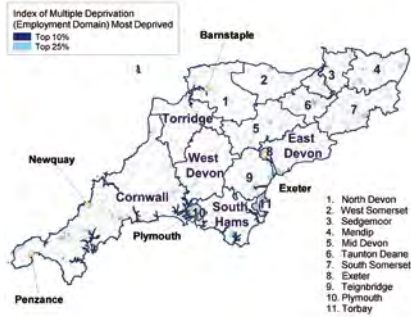 Index of Multiple Deprivation
(Employment Domain) Most Deprived
Top 10%
Top 25%
Barnstaple
1
2
3
4
6
7
Torridge
5
East
Devon
West
Devon
8
9
Exeter
Newquay
Cornwall
South
Hams
11
10
Plymouth
Penzance
1. North Devon
2. West Somerset
3. Sedgemoor
4. Mendip
5. Mid Devon
6. Taunton Deane
7. South Somerset
8. Exeter
9. Teignbridge
10. Plymouth
11. Torbay